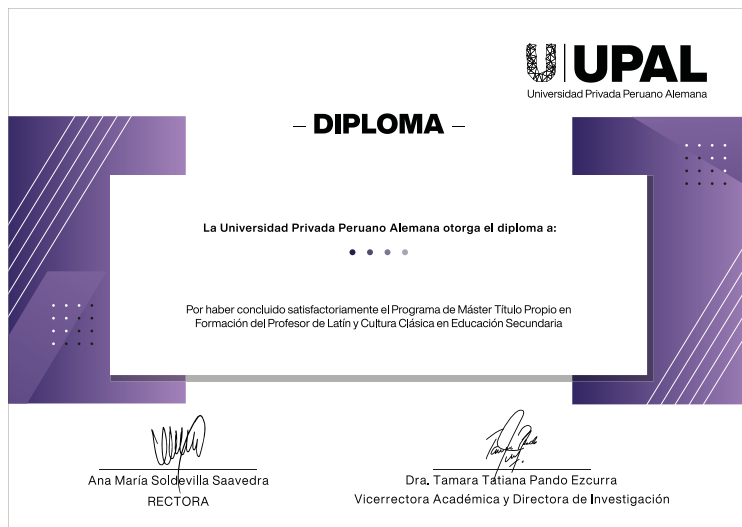 UPAL
Universidad Privada Peruano Alemana
– DIPLOMA –
La Universidad Privada Peruano Alemana otorga el diploma a:
Por haber concluido satisfactoriamente el Programa de Máster Título Propio en
Formación del Profesor de Latín y Cultura Clásica en Educación Secundaria
Ana María Soldevilla Saavedra
RECTORA
Dra. Tamara Tatiana Pando Ezcurra
Vicerrectora Académica y Directora de Investigación